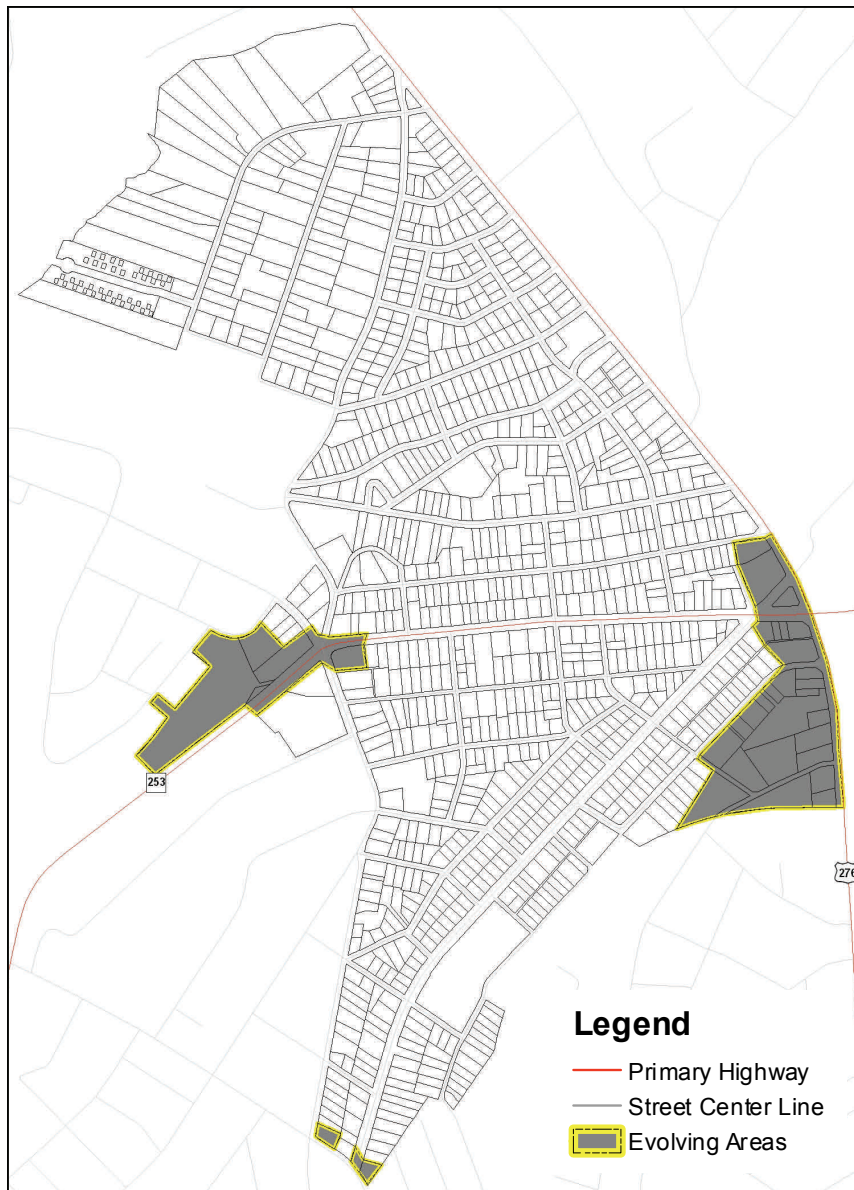 253
276
Legend
Primary Highway
Street Center Line
Evolving Areas